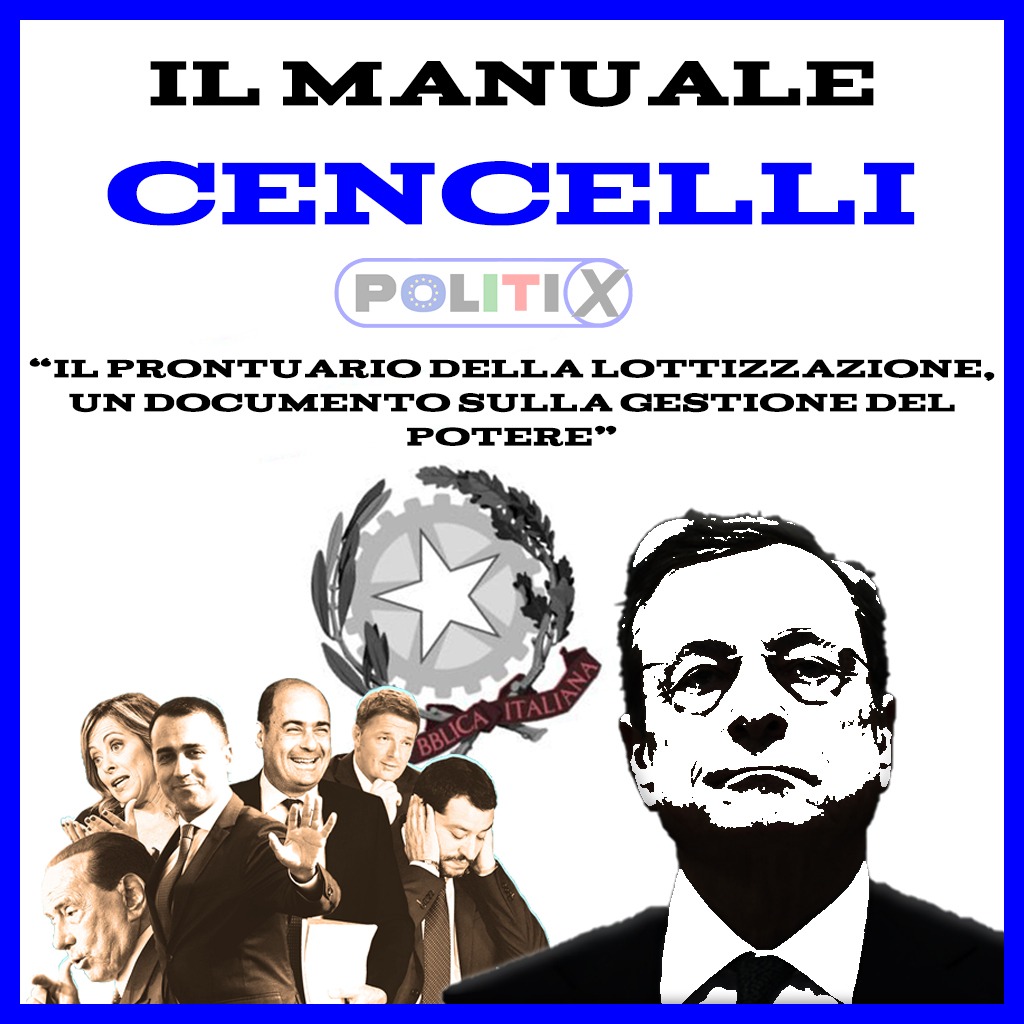 IL MANUALE
CENCELLI
POLITIX
“IL PRONTUARIO DELLA LOTTIZZAZIONE,
UN DOCUMENTO SULLA GESTIONE DEL
POTERE”
BBLICA ITALIANA